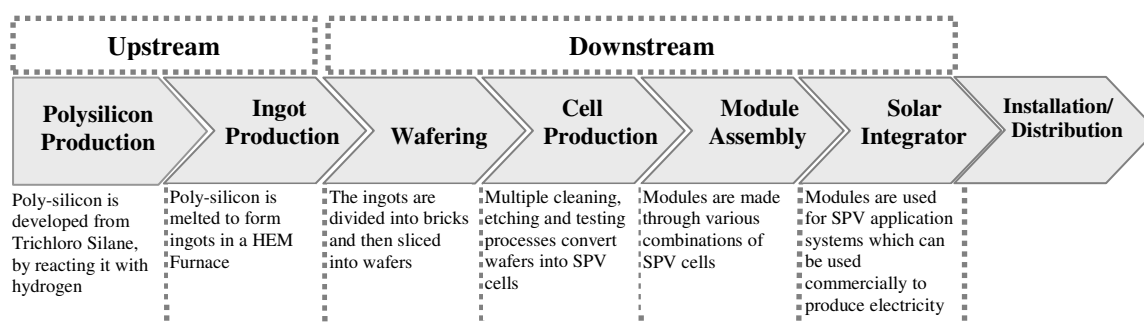 Upstream
Downstream
Polysilicon
Production
Ingot
Production
Wafering
Cell
Production
Module
Assembly
Solar
Integrator
Installation/
Distribution
Poly-silicon is
developed from
Trichloro Silane,
by reacting it with
hydrogen
Poly-silicon is
melted to form
ingots in a HEM
Furnace
The ingots are
divided into bricks
and then sliced
into wafers
Multiple cleaning,
etching and testing
processes convert
wafers into SPV
cells
Modules are made
through various
combinations of
SPV cells
Modules are used
for SPV application
systems which can
be used
commercially to
produce electricity